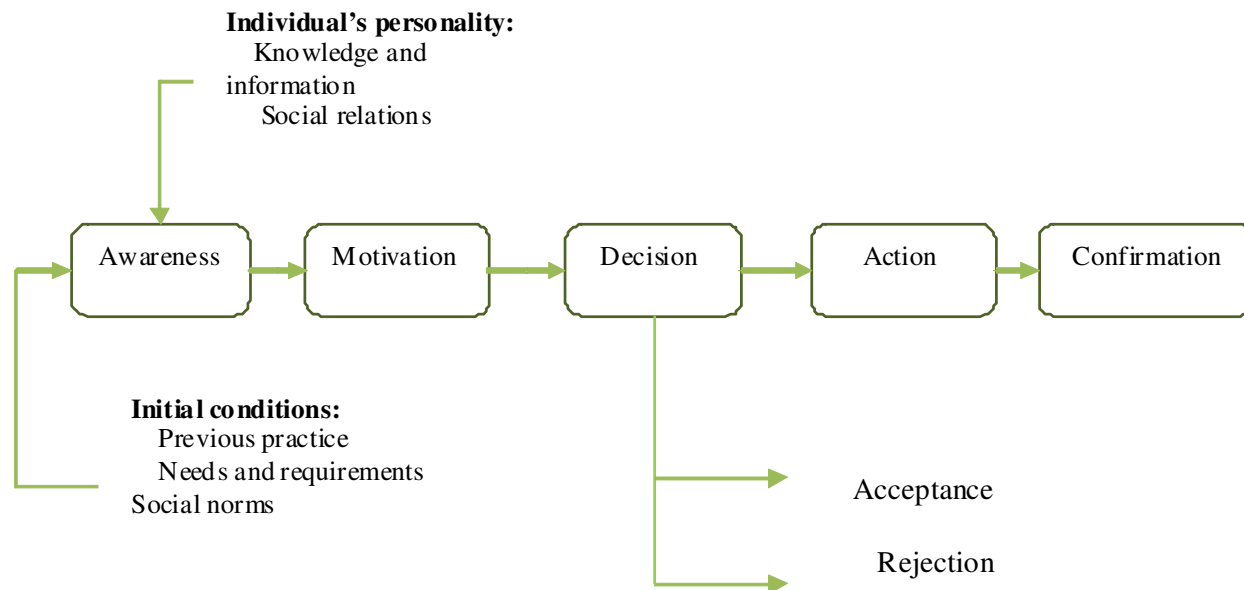 Individual's personality:
Knowledge and
information
Social relations
Awareness
Motivation
Decision
Action
Confirmation
Initial conditions:
Previous practice
Needs and requirements
Social norms
Acceptance
Rejection